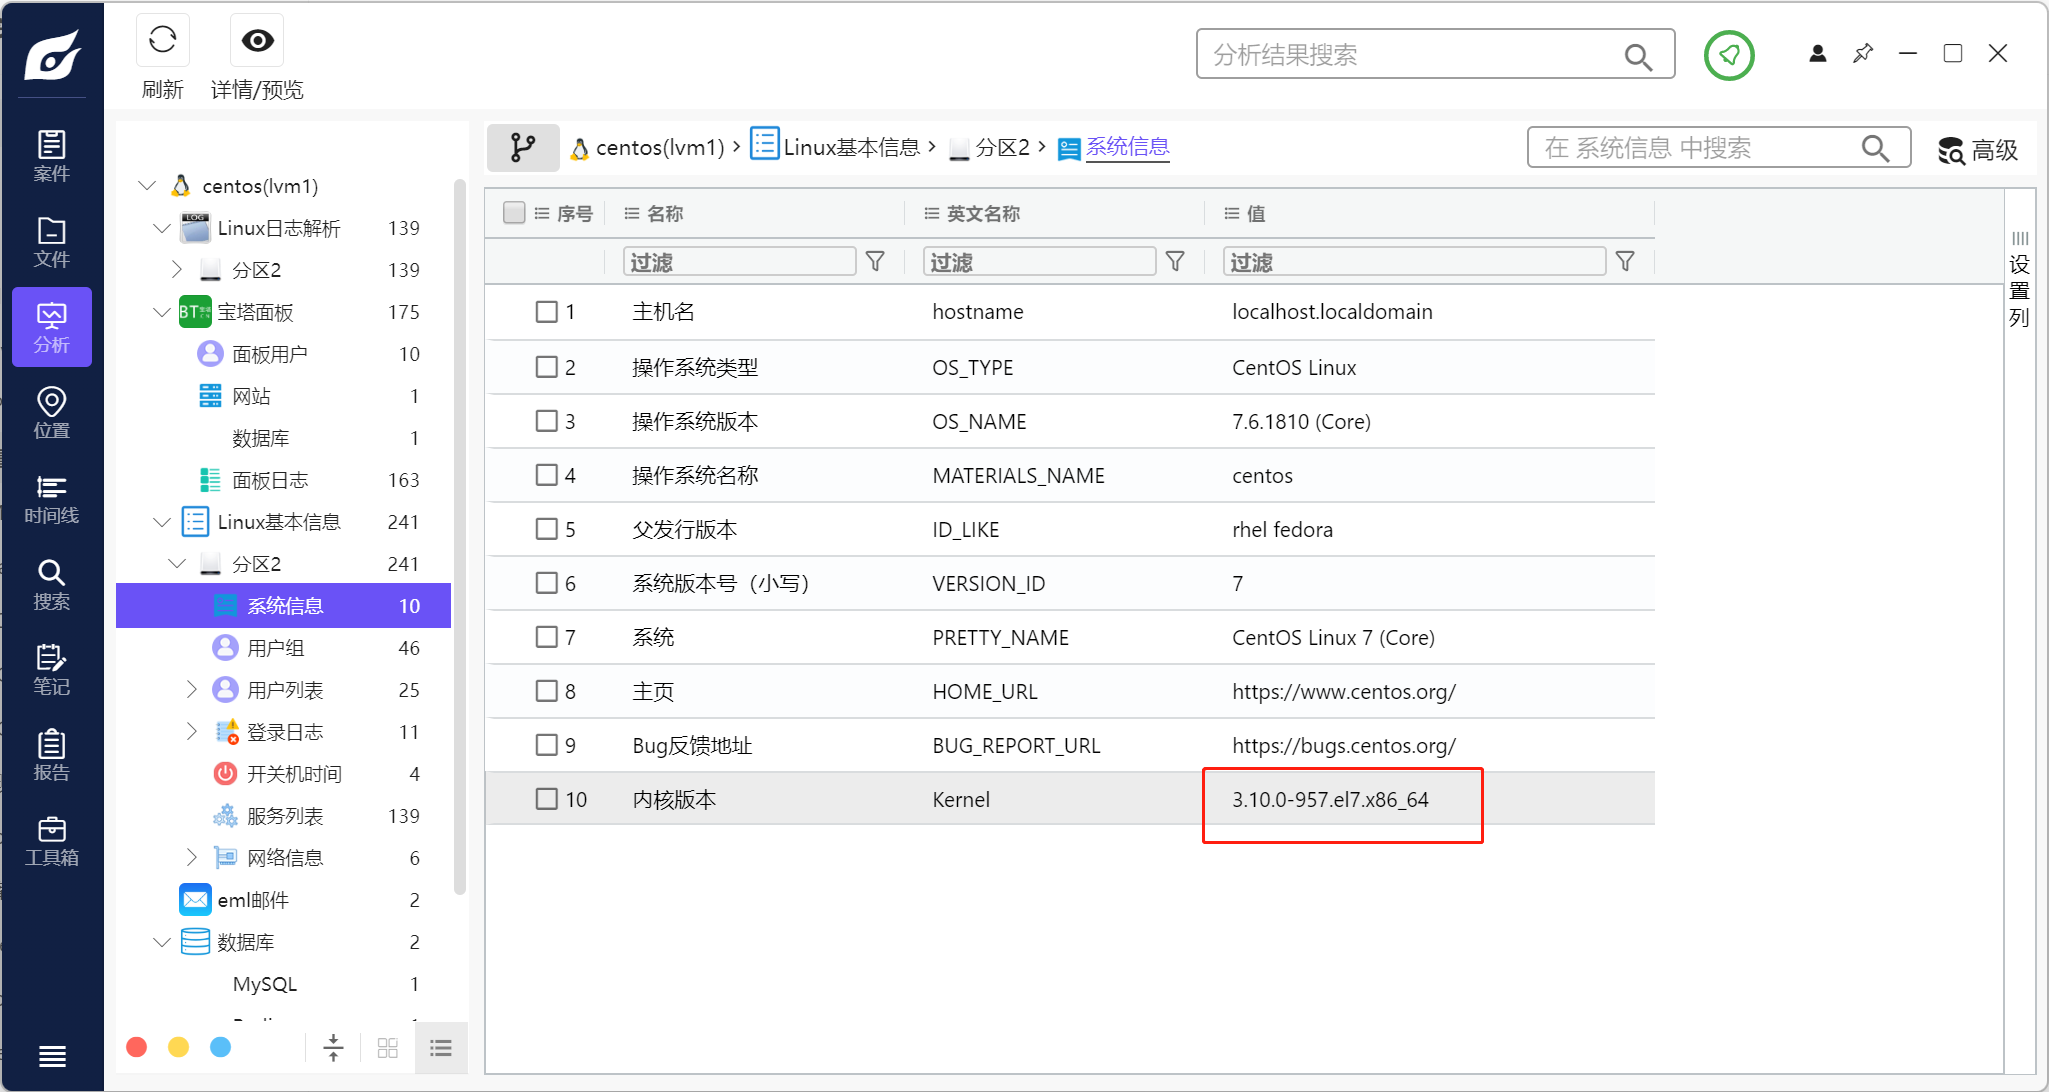 刷新
详情/预览
分析结果搜索
案件
文件
分析
位置
时间线
搜索
笔记
报告
工具箱
centos(lvm1)
LOG
Linux日志解析 139
分区2 139
BT 宝塔面板 175
面板用户 10
网站 1
数据库 1
面板日志 163
Linux基本信息 241
分区2 241
系统信息 10
用户组 46
用户列表 25
登录日志 11
开关机时间 4
服务列表 139
网络信息 6
eml邮件 2
数据库 2
MySQL 1
centos(lvm1) › Linux基本信息 › 分区2 › 系统信息
在 系统信息 中搜索
高级
序号 名称 英文名称 值
过滤 过滤 过滤
1 主机名 hostname localhost.localdomain
2 操作系统类型 OS_TYPE CentOS Linux
3 操作系统版本 OS_NAME 7.6.1810 (Core)
4 操作系统名称 MATERIALS_NAME centos
5 父发行版本 ID_LIKE rhel fedora
6 系统版本号（小写） VERSION_ID 7
7 系统 PRETTY_NAME CentOS Linux 7 (Core)
8 主页 HOME_URL https://www.centos.org/
9 Bug反馈地址 BUG_REPORT_URL https://bugs.centos.org/
10 内核版本 Kernel 3.10.0-957.el7.x86_64
设置列